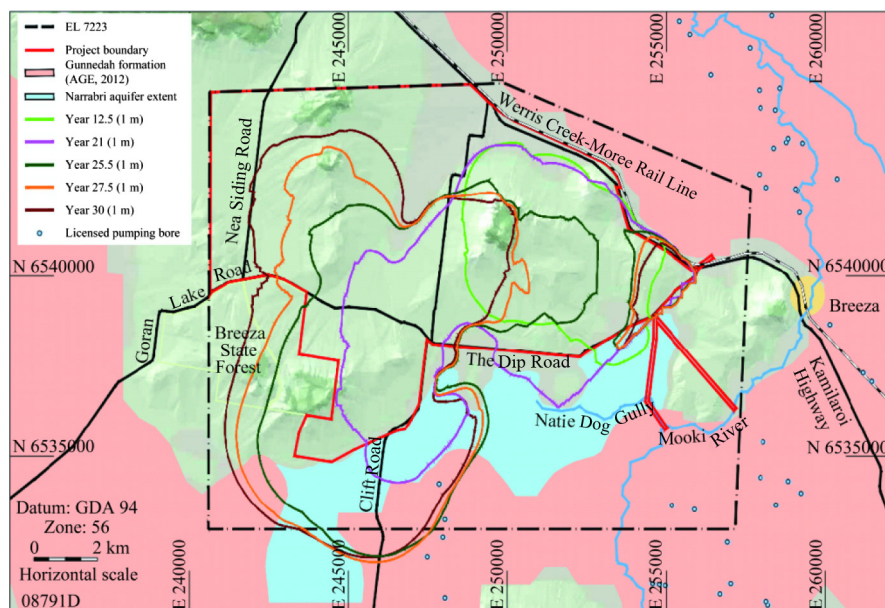 EL 7223
Project boundary
Gunnedah formation
(AGE, 2012)
Narrabri aquifer extent
Year 12.5 (1 m)
Year 21 (1 m)
Year 25.5 (1 m)
Year 27.5 (1 m)
Year 30 (1 m)
Licensed pumping bore
E 245000
E 250000
E 255000
E 260000
Werris Creek-Moree Rail Line
Nea Siding Road
N 6540000
N 6540000
Goran Lake Road
Breeza
Breeza
State
Forest
The Dip Road
Kamilaroi
Highway
Natie Dog Gully
Mooki River
Clift Road
N 6535000
N 6535000
Datum: GDA 94
Zone: 56
0 2 km
Horizontal scale
08791D
E 240000
E 245000
E 250000
E 255000
E 260000